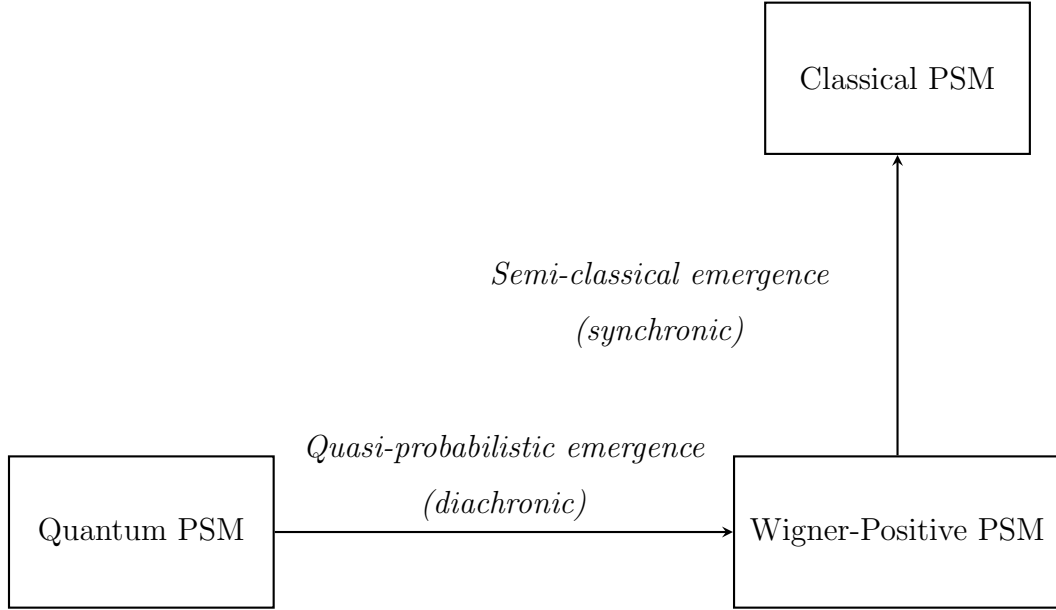 Classical PSM
Semi-classical emergence
(synchronic)
Quasi-probabilistic emergence
(diachronic)
Quantum PSM
Wigner-Positive PSM